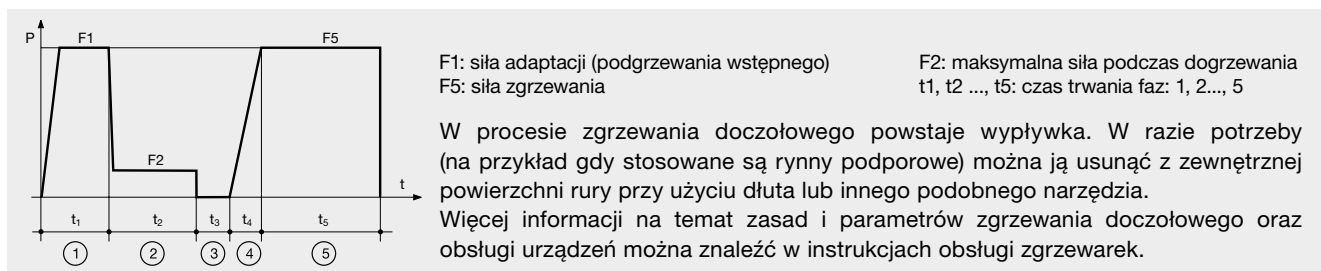 P
F1
F5
F2
t
t1
t2
t3
t4
t5
1
2
3
4
5
F1: siła adaptacji (podgrzewania wstępnego)
F2: maksymalna siła podczas dogrzewania
F5: siła zgrzewania
t1, t2 ..., t5: czas trwania faz: 1, 2..., 5
W procesie zgrzewania doczołowego powstaje wypływka. W razie potrzeby
(na przykład gdy stosowane są rynny podporowe) można ją usunąć z zewnętrznej
powierzchni rury przy użyciu dłuta lub innego podobnego narzędzia.
Więcej informacji na temat zasad i parametrów zgrzewania doczołowego oraz
obsługi urządzeń można znaleźć w instrukcjach obsługi zgrzewarek.